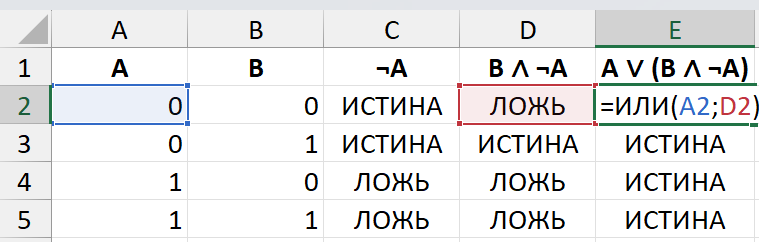 A B C D E
1 A B ¬A B ∧ ¬A A ∨ (B ∧ ¬A)
2 0 0 ИСТИНА ЛОЖЬ =ИЛИ(A2;D2)
3 0 1 ИСТИНА ИСТИНА ИСТИНА
4 1 0 ЛОЖЬ ЛОЖЬ ИСТИНА
5 1 1 ЛОЖЬ ЛОЖЬ ИСТИНА